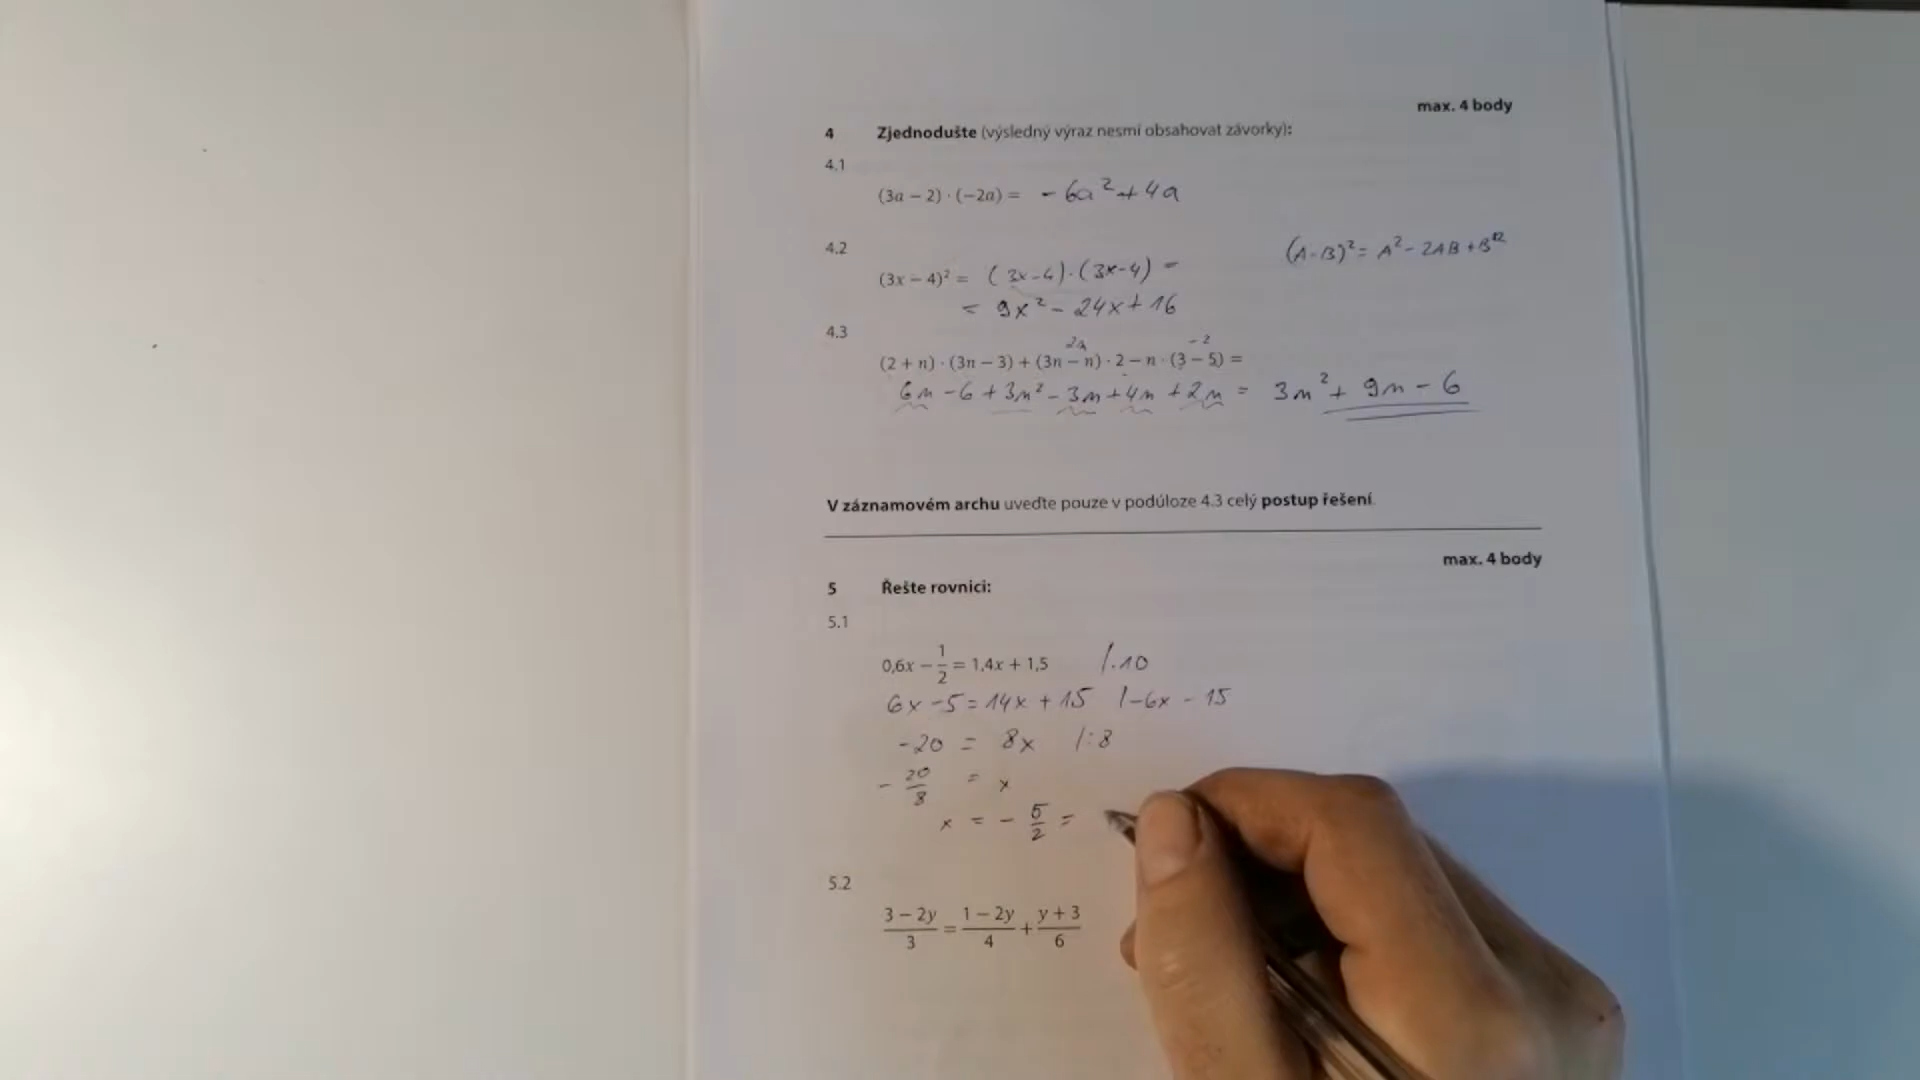 max. 4 body
4 Zjednodušte (výsledný výraz nesmí obsahovat závorky):
4.1
(3a – 2) · (–2a) = - 6a² + 4a
4.2
(A-B)² = A² - 2AB + B²
(3x – 4)² = (3x-4)·(3x-4) =
= 9x² - 24x + 16
4.3
2n -2
(2 + n) · (3n – 3) + (3n – n) · 2 – n · (3 – 5) =
6n - 6 + 3n² - 3n + 4n + 2n = 3n² + 9n - 6
V záznamovém archu uveďte pouze v podúloze 4.3 celý postup řešení.
max. 4 body
5 Řešte rovnici:
5.1
0,6x – 1/2 = 1,4x + 1,5 /·10
6x - 5 = 14x + 15 /-6x - 15
-20 = 8x /:8
- 20/8 = x
x = - 5/2 =
5.2
(3 – 2y)/3 = (1 – 2y)/4 + (y + 3)/6